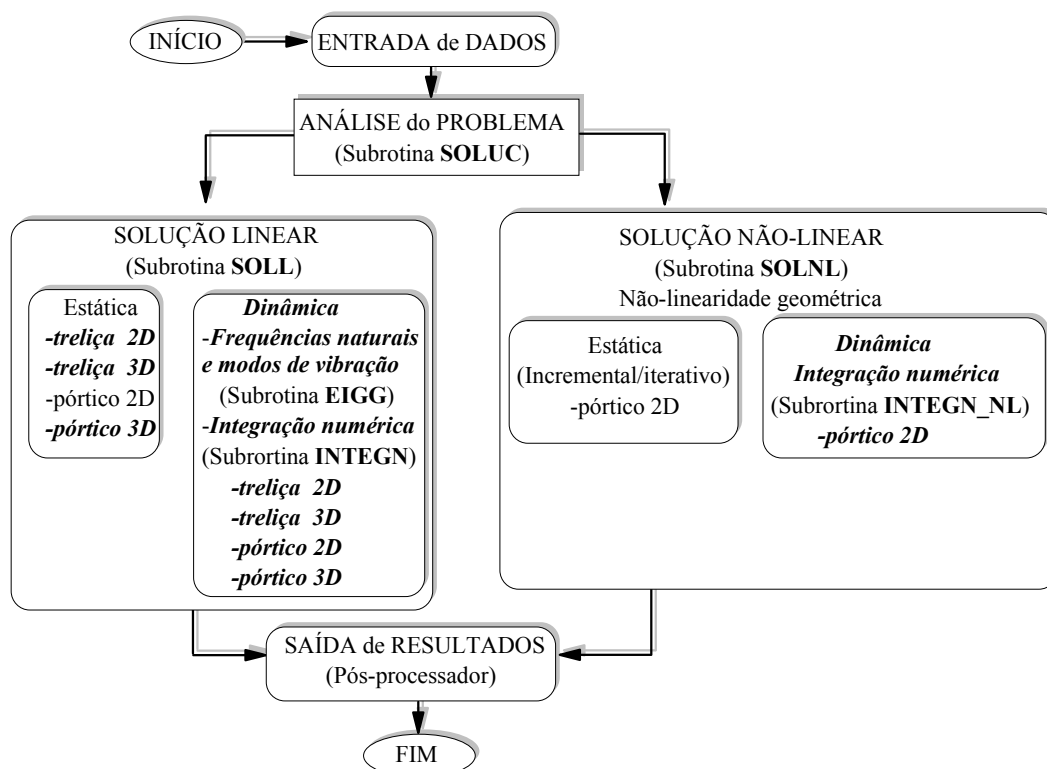 INÍCIO
ENTRADA de DADOS
ANÁLISE do PROBLEMA
(Subrotina SOLUC)
SOLUÇÃO LINEAR
(Subrotina SOLL)
Estática
-treliça 2D
-treliça 3D
-pórtico 2D
-pórtico 3D
Dinâmica
-Frequências naturais
e modos de vibração
(Subrotina EIGG)
-Integração numérica
(Subrortina INTEGN)
-treliça 2D
-treliça 3D
-pórtico 2D
-pórtico 3D
SOLUÇÃO NÃO-LINEAR
(Subrotina SOLNL)
Não-linearidade geométrica
Estática
(Incremental/iterativo)
-pórtico 2D
Dinâmica
Integração numérica
(Subrortina INTEGN_NL)
-pórtico 2D
SAÍDA de RESULTADOS
(Pós-processador)
FIM